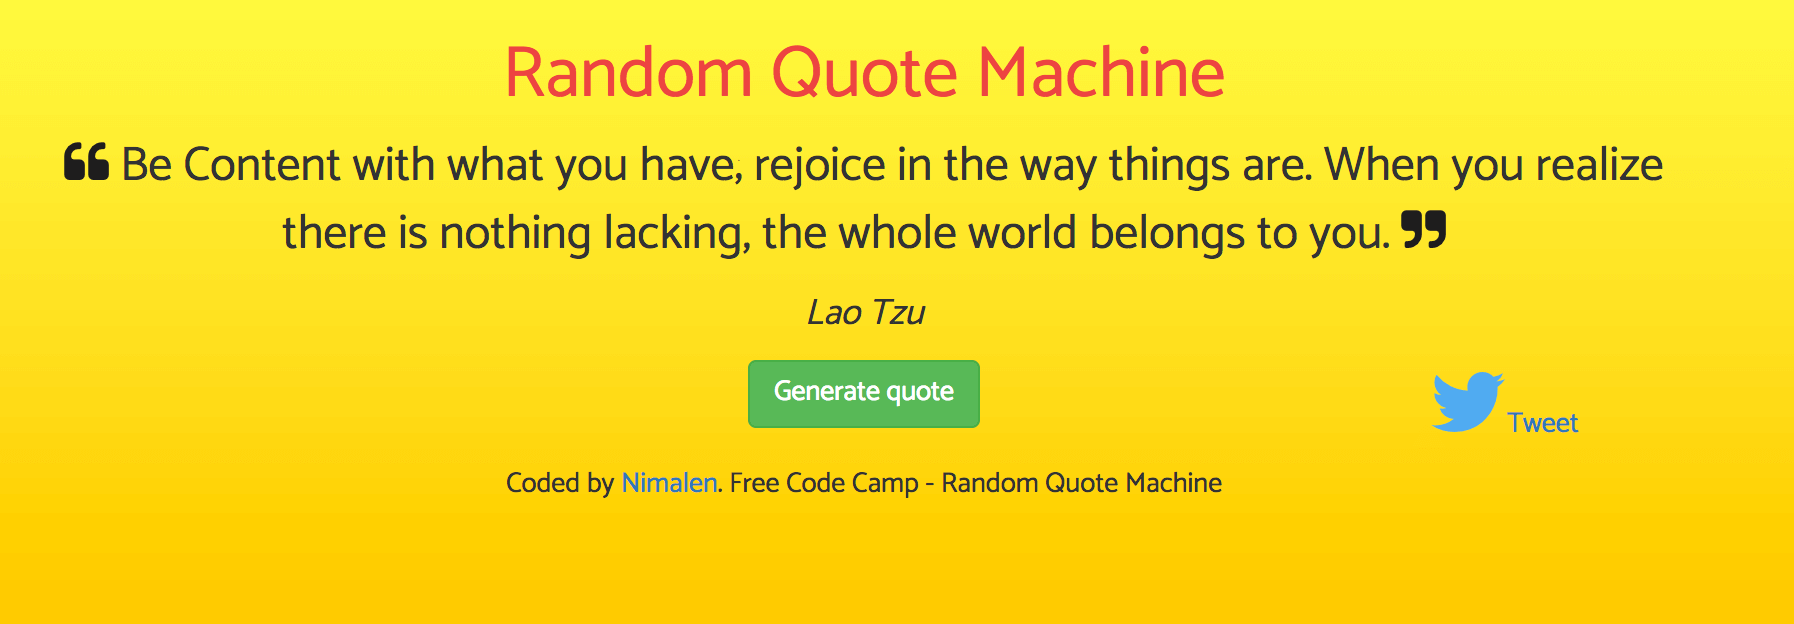 Random Quote Machine
❝ Be Content with what you have; rejoice in the way things are. When you realize
there is nothing lacking, the whole world belongs to you. ❞
Lao Tzu
Generate quote
Tweet
Coded by Nimalen. Free Code Camp - Random Quote Machine